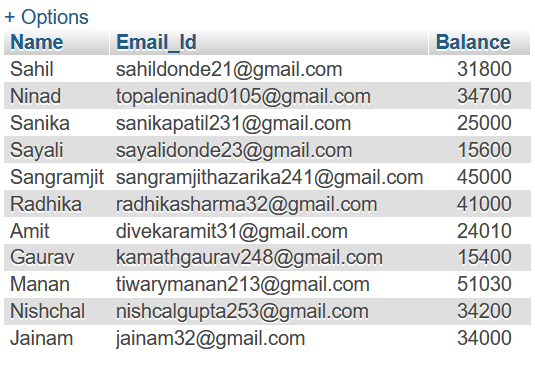 + Options
Name Email_Id Balance
Sahil sahildonde21@gmail.com 31800
Ninad topaleninad0105@gmail.com 34700
Sanika sanikapatil231@gmail.com 25000
Sayali sayalidonde23@gmail.com 15600
Sangramjit sangramjithazarika241@gmail.com 45000
Radhika radhikasharma32@gmail.com 41000
Amit divekaramit31@gmail.com 24010
Gaurav kamathgaurav248@gmail.com 15400
Manan tiwarymanan213@gmail.com 51030
Nishchal nishcalgupta253@gmail.com 34200
Jainam jainam32@gmail.com 34000